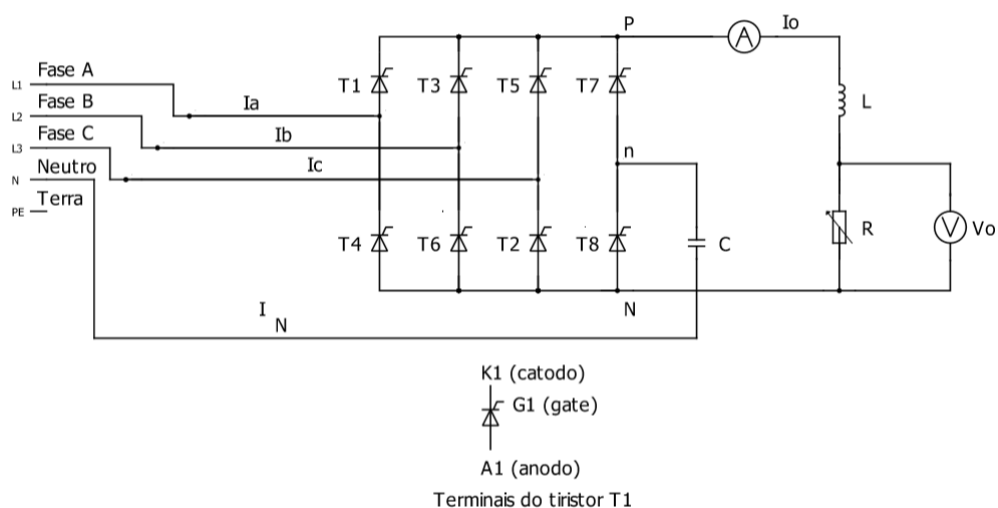 P
A
Io
L1 Fase A
L2 Fase B
L3 Fase C
N Neutro
PE Terra
Ia
Ib
Ic
T1
T3
T5
T7
L
n
T4
T6
T2
T8
C
R
V
Vo
N
I
N
K1 (catodo)
G1 (gate)
A1 (anodo)
Terminais do tiristor T1